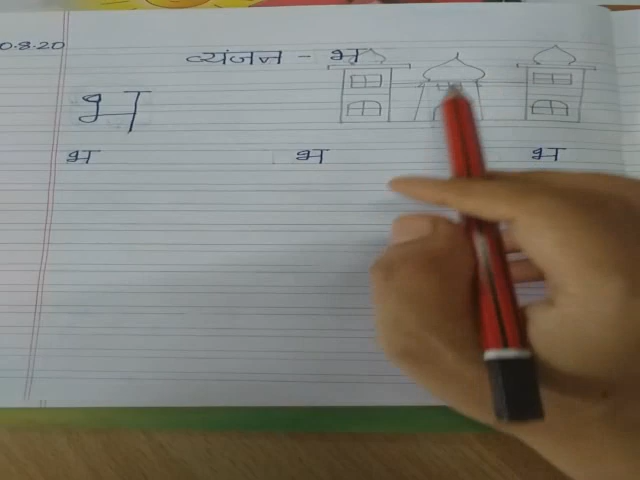 0.8.20
व्यंजन - भ
भ
भ भ भ